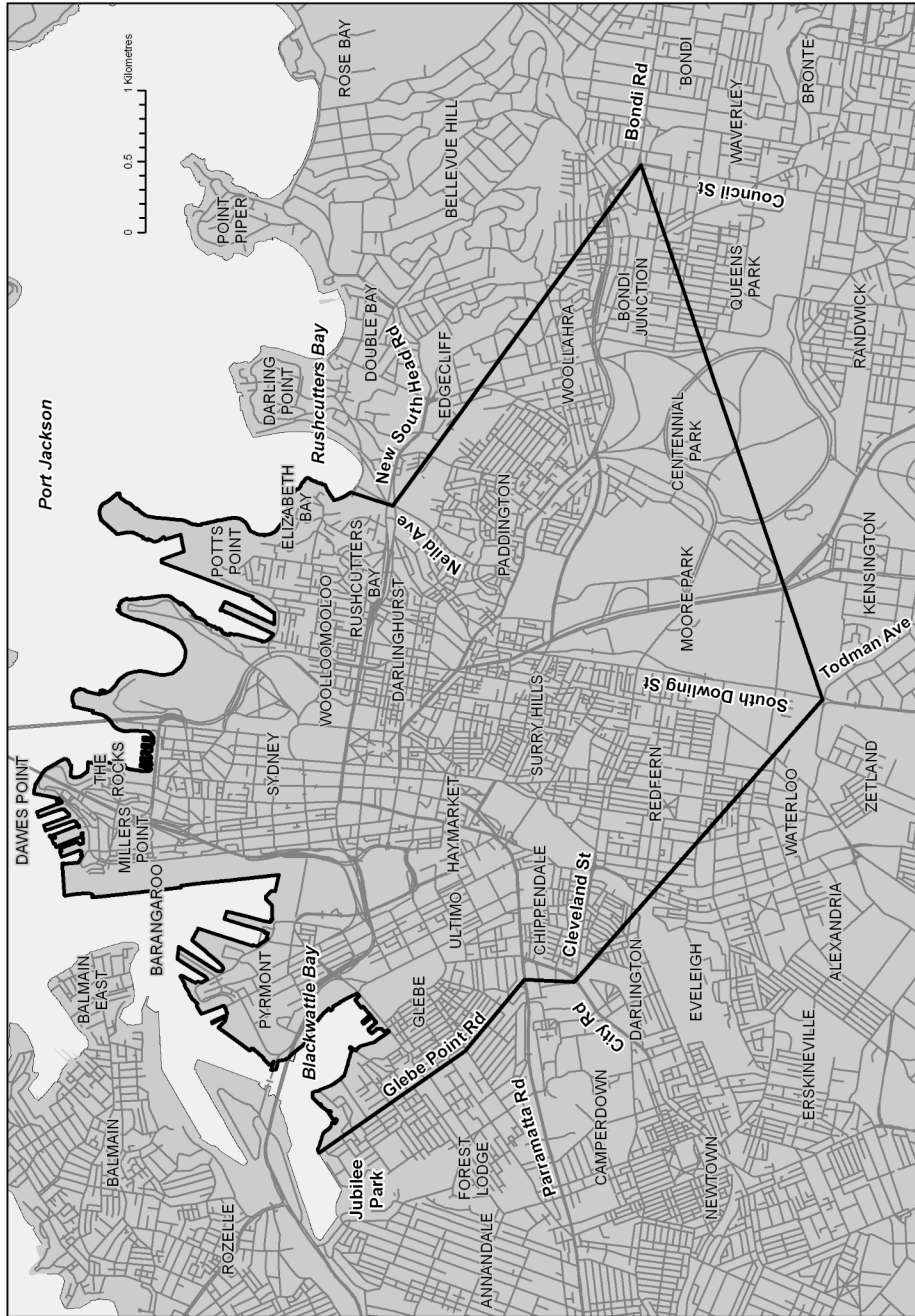 Port Jackson
DAWES POINT
THE
ROCKS
MILLERS
POINT
BARANGAROO
BALMAIN
EAST
BALMAIN
ROZELLE
PYRMONT
Blackwattle Bay
Jubilee
Park
ANNANDALE
FOREST
LODGE
Glebe Point Rd
GLEBE
ULTIMO
HAYMARKET
SYDNEY
WOOLLOOMOOLOO
POTTS
POINT
ELIZABETH
BAY
RUSHCUTTERS
BAY
DARLINGHURST
Rushcutters Bay
DARLING
POINT
POINT
PIPER
0
0.5
1 Kilometres
ROSE BAY
DOUBLE BAY
New South Head Rd
EDGECLIFF
BELLEVUE HILL
Neild Ave
PADDINGTON
WOOLLAHRA
Bondi Rd
BONDI
BONDI
JUNCTION
WAVERLEY
Council St
BRONTE
QUEENS
PARK
CENTENNIAL
PARK
RANDWICK
MOORE PARK
KENSINGTON
Todman Ave
South Dowling St
SURRY HILLS
REDFERN
WATERLOO
ZETLAND
CHIPPENDALE
Cleveland St
City Rd
DARLINGTON
EVELEIGH
ALEXANDRIA
ERSKINEVILLE
Parramatta Rd
CAMPERDOWN
NEWTOWN